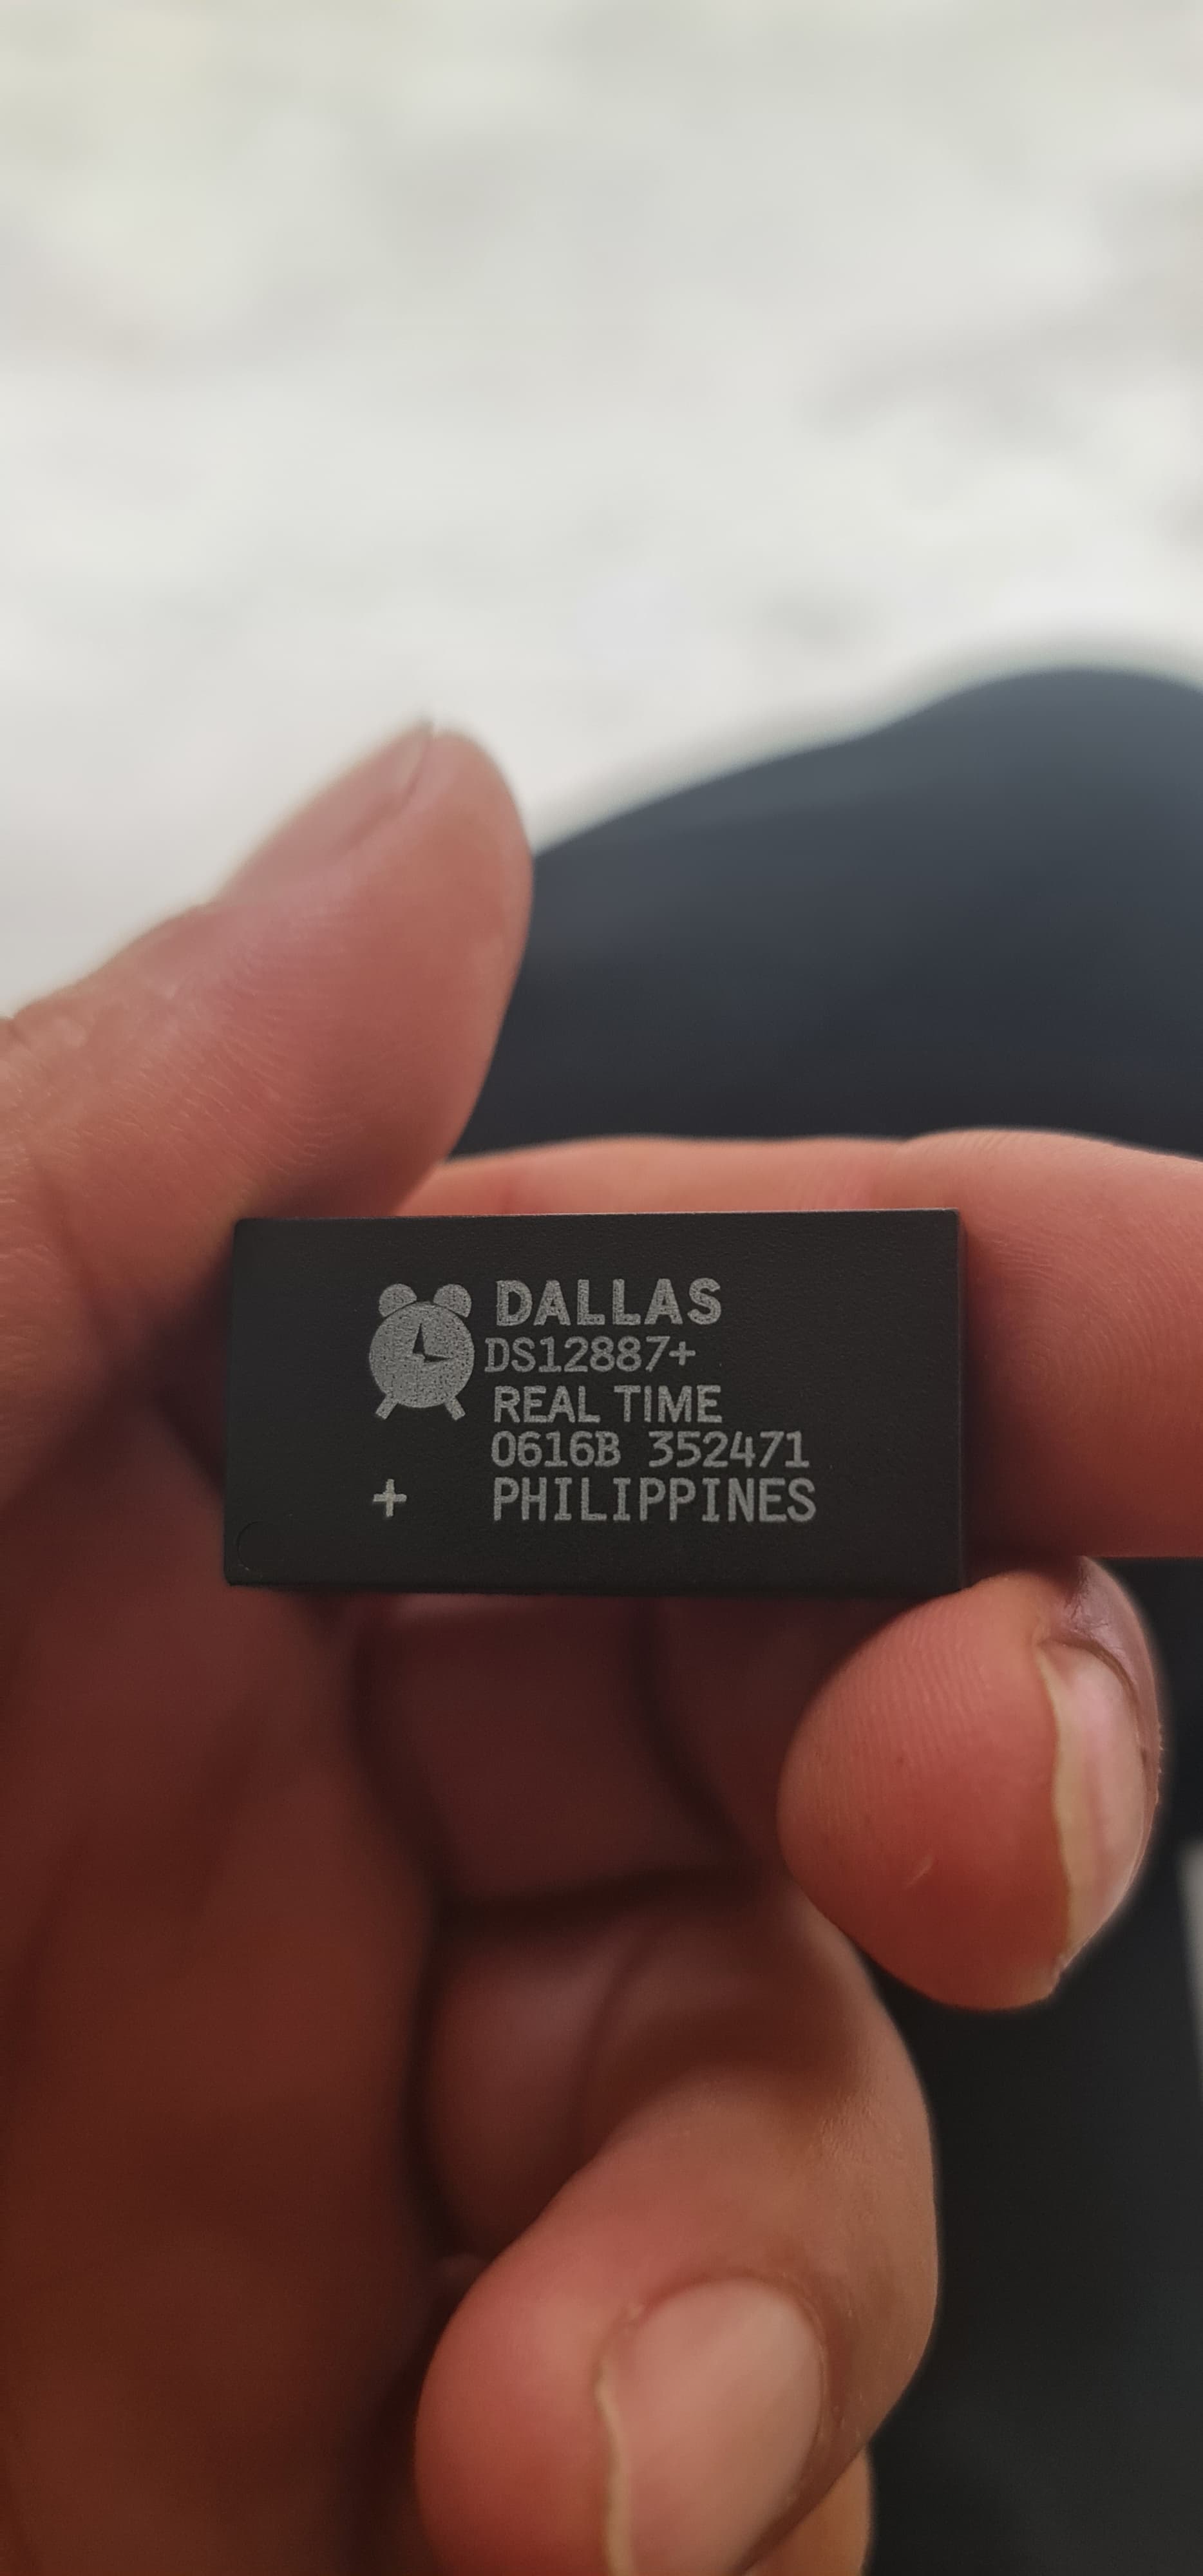 DALLAS
DS12887+
REAL TIME
0616B 352471
+ PHILIPPINES